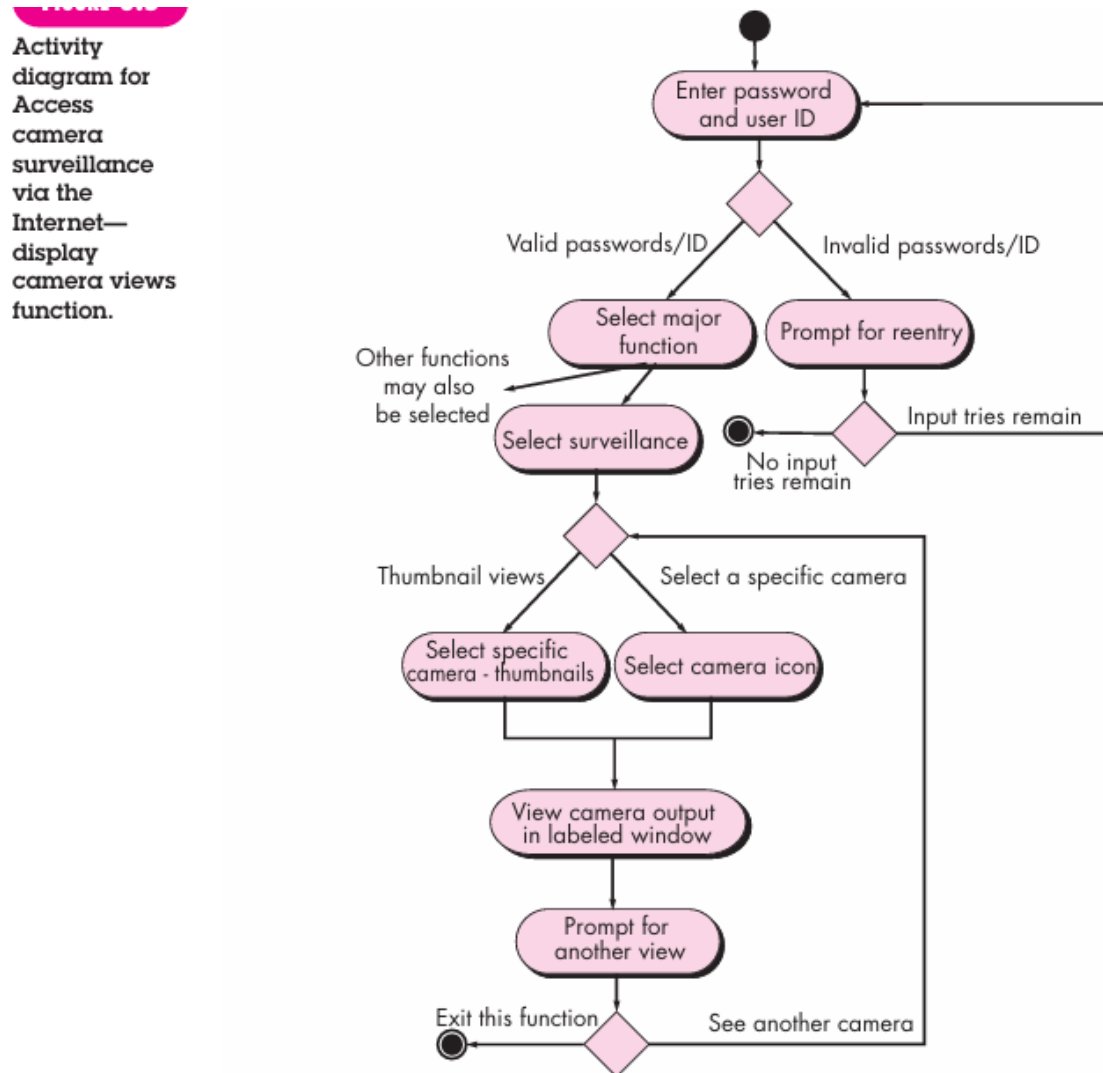 Activity
diagram for
Access
camera
surveillance
via the
Internet—
display
camera views
function.
Enter password
and user ID
Valid passwords/ID
Invalid passwords/ID
Select major
function
Prompt for reentry
Other functions
may also
be selected
Select surveillance
Input tries remain
No input
tries remain
Thumbnail views
Select a specific camera
Select specific
camera - thumbnails
Select camera icon
View camera output
in labeled window
Prompt for
another view
Exit this function
See another camera